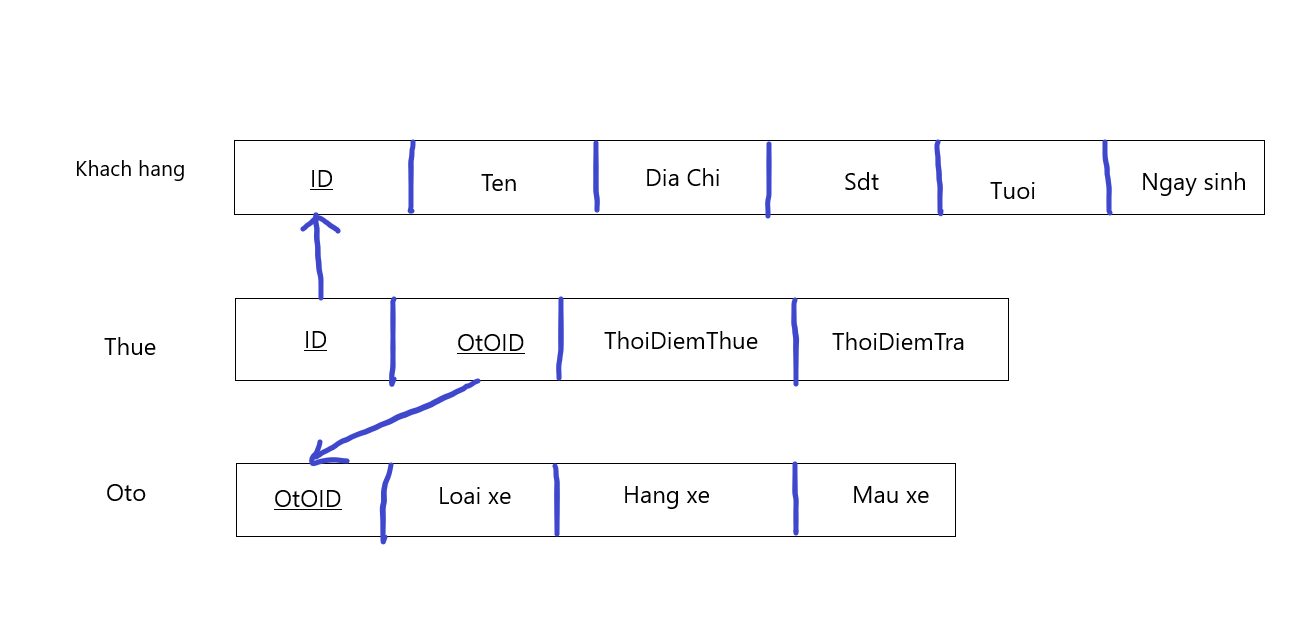 Khach hang ID Ten Dia Chi Sdt Tuoi Ngay sinh
Thue ID OtOID ThoiDiemThue ThoiDiemTra
Oto OtOID Loai xe Hang xe Mau xe